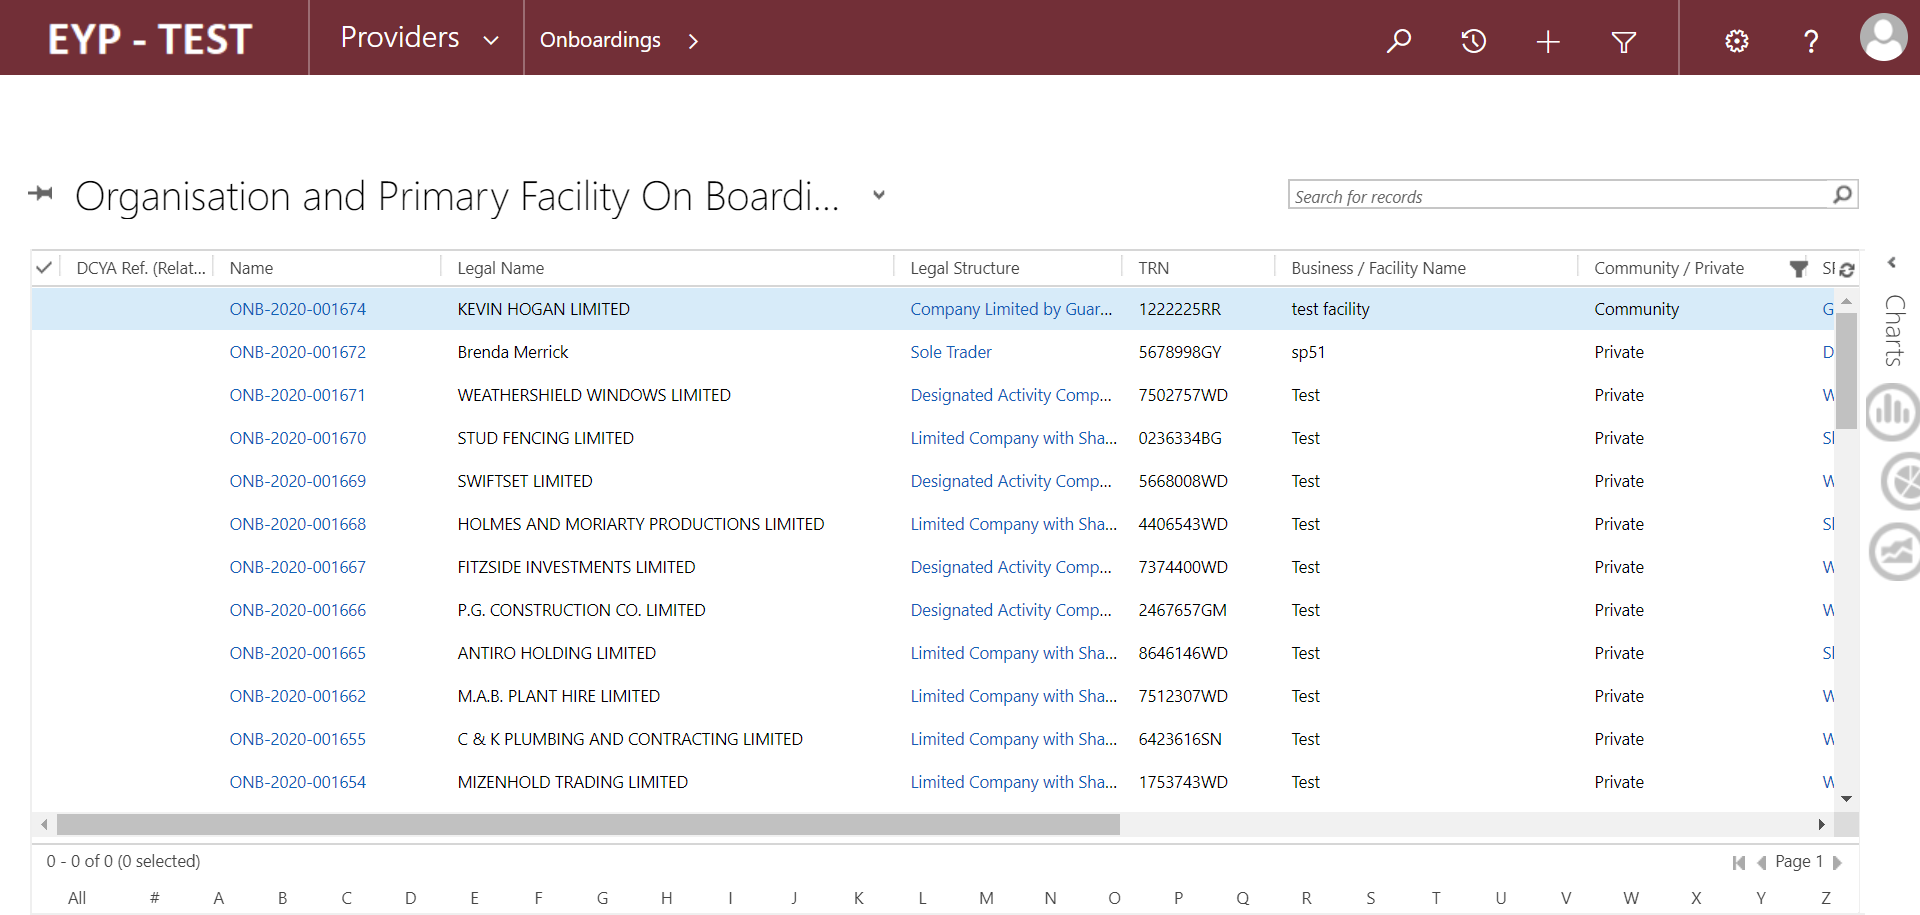 EYP - TEST Providers Onboardings
Organisation and Primary Facility On Boardi...
Search for records
DCYA Ref. (Relat... Name Legal Name Legal Structure TRN Business / Facility Name Community / Private
ONB-2020-001674 KEVIN HOGAN LIMITED Company Limited by Guar... 1222225RR test facility Community G
ONB-2020-001672 Brenda Merrick Sole Trader 5678998GY sp51 Private D
ONB-2020-001671 WEATHERSHIELD WINDOWS LIMITED Designated Activity Comp... 7502757WD Test Private W
ONB-2020-001670 STUD FENCING LIMITED Limited Company with Sha... 0236334BG Test Private
ONB-2020-001669 SWIFTSET LIMITED Designated Activity Comp... 5668008WD Test Private W
ONB-2020-001668 HOLMES AND MORIARTY PRODUCTIONS LIMITED Limited Company with Sha... 4406543WD Test Private
ONB-2020-001667 FITZSIDE INVESTMENTS LIMITED Designated Activity Comp... 7374400WD Test Private W
ONB-2020-001666 P.G. CONSTRUCTION CO. LIMITED Designated Activity Comp... 2467657GM Test Private W
ONB-2020-001665 ANTIRO HOLDING LIMITED Limited Company with Sha... 8646146WD Test Private
ONB-2020-001662 M.A.B. PLANT HIRE LIMITED Limited Company with Sha... 7512307WD Test Private W
ONB-2020-001655 C & K PLUMBING AND CONTRACTING LIMITED Limited Company with Sha... 6423616SN Test Private W
ONB-2020-001654 MIZENHOLD TRADING LIMITED Limited Company with Sha... 1753743WD Test Private W
Charts
0 - 0 of 0 (0 selected) Page 1
All # A B C D E F G H I J K L M N O P Q R S T U V W X Y Z